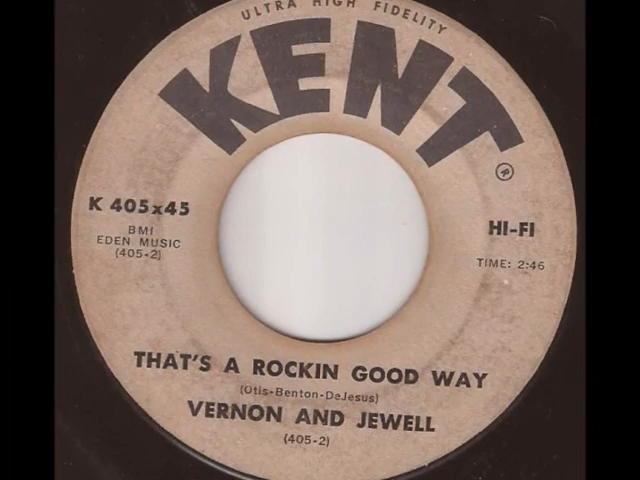 ULTRA HIGH FIDELITY
KENT
®
K 405x45
BMI
EDEN MUSIC
(405-2)
HI-FI
TIME: 2:46
THAT'S A ROCKIN GOOD WAY
(Otis-Benton-DeJesus)
VERNON AND JEWELL
(405-2)